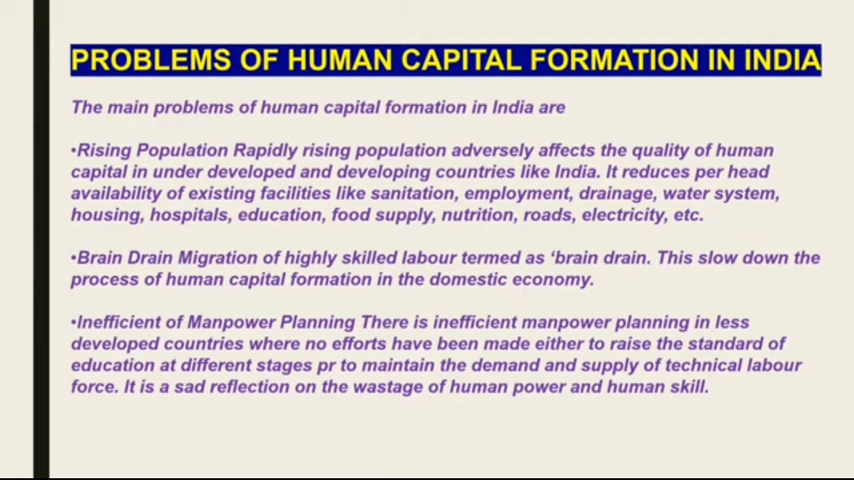 PROBLEMS OF HUMAN CAPITAL FORMATION IN INDIA
The main problems of human capital formation in India are
•Rising Population Rapidly rising population adversely affects the quality of human
capital in under developed and developing countries like India. It reduces per head
availability of existing facilities like sanitation, employment, drainage, water system,
housing, hospitals, education, food supply, nutrition, roads, electricity, etc.
•Brain Drain Migration of highly skilled labour termed as ‘brain drain. This slow down the
process of human capital formation in the domestic economy.
•Inefficient of Manpower Planning There is inefficient manpower planning in less
developed countries where no efforts have been made either to raise the standard of
education at different stages pr to maintain the demand and supply of technical labour
force. It is a sad reflection on the wastage of human power and human skill.